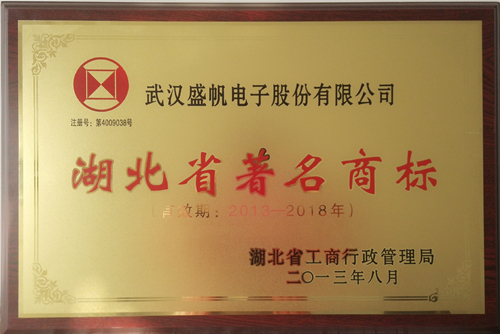 武汉盛帆电子股份有限公司
注册号：第4009038号
湖北省著名商标
(有效期：2013—2018年)
湖北省工商行政管理局
二〇一三年八月